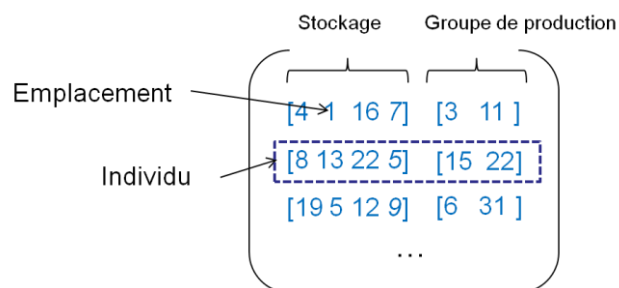 Stockage Groupe de production
Emplacement
[4 1 16 7] [3 11 ]
Individu
[8 13 22 5] [15 22]
[19 5 12 9] [6 31 ]
...